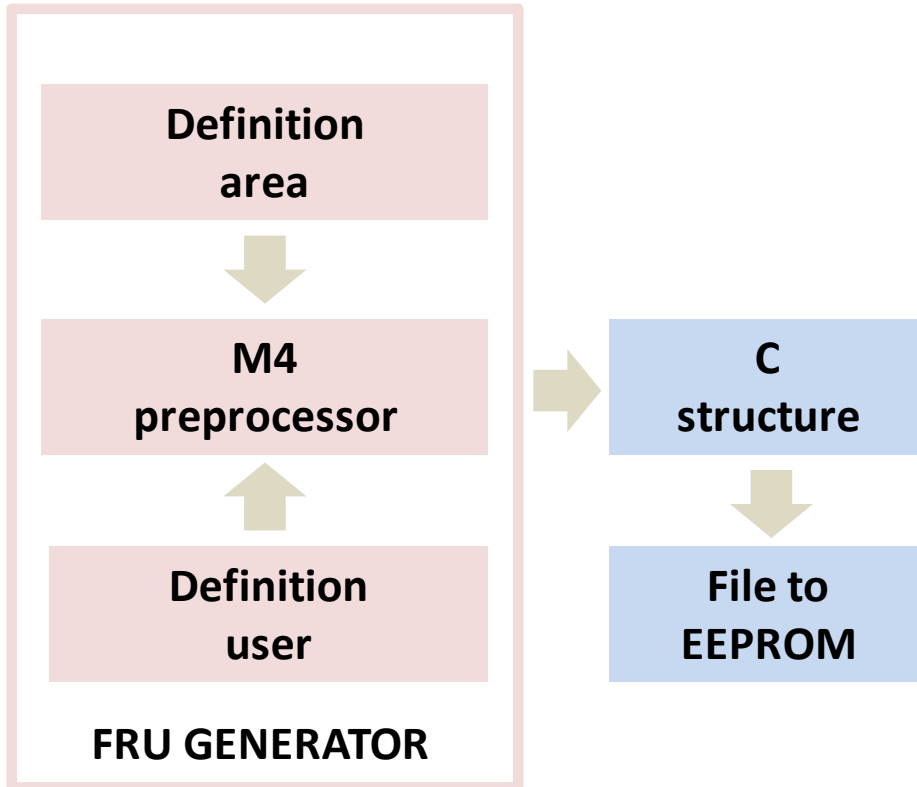 Definition
area
M4
preprocessor
Definition
user
FRU GENERATOR
C
structure
File to
EEPROM